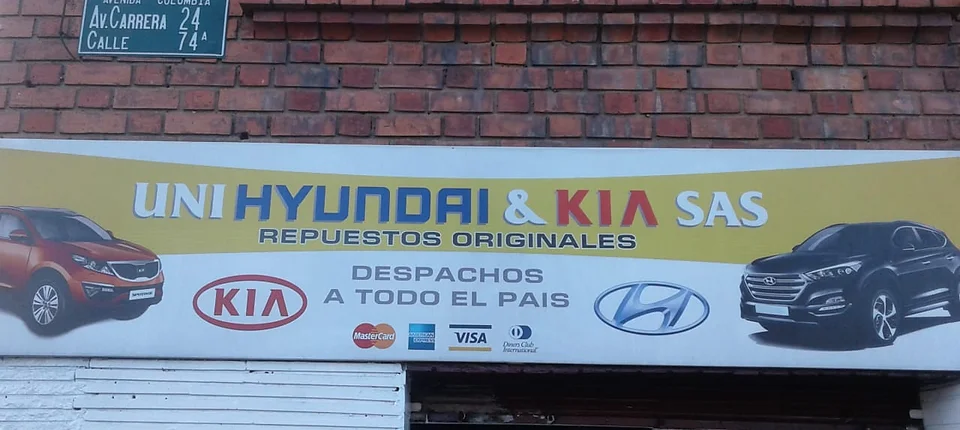 AVENIDA COLOMBIA
AV.CARRERA 24
CALLE 74A
UNI HYUNDAI & KIA SAS
REPUESTOS ORIGINALES
DESPACHOS
A TODO EL PAIS
KIA
MasterCard
AMERICAN EXPRESS
VISA
Diners Club
International